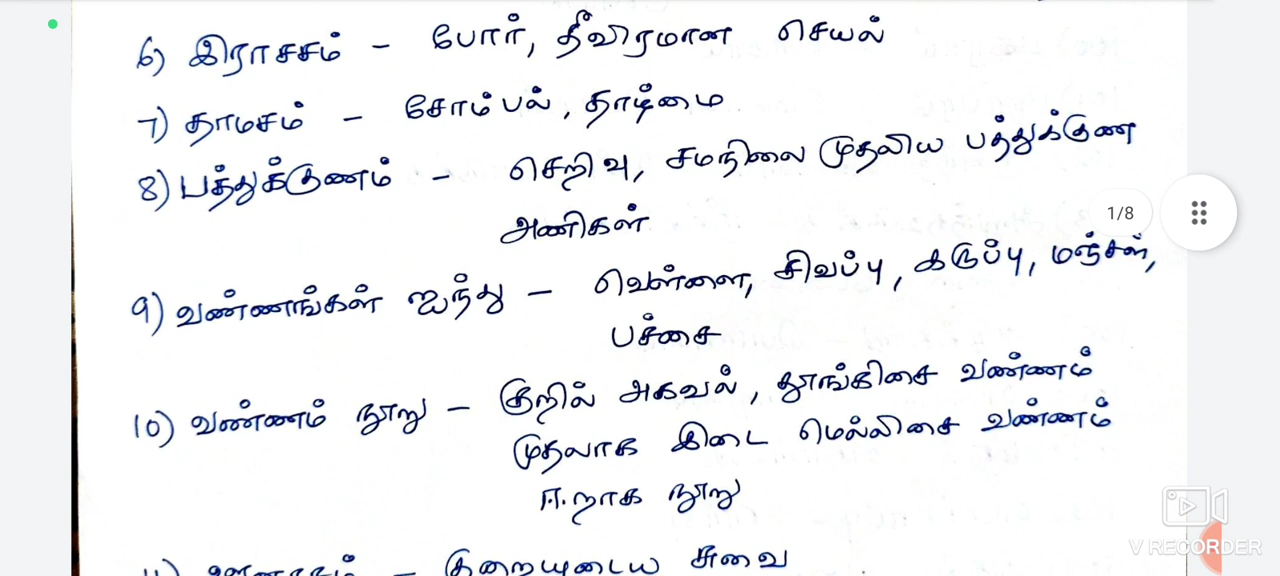 6) இராசசம் – போர், தீவிரமான செயல்
7) தாமசம் – சோம்பல், தாழ்மை
8) பத்துக்குணம் – செறிவு, சமநிலை முதலிய பத்துக்குண
அணிகள்
1/8
9) வண்ணங்கள் ஐந்து – வெள்ளை, சிவப்பு, கருப்பு, மஞ்சள்,
பச்சை
10) வண்ணம் நூறு – குறில் அகவல், தூங்கிசை வண்ணம்
முதலாக இடை மெல்லிசை வண்ணம்
ஈறாக நூறு
11) ஊனரசம் – குறையுடைய சுவை
V RECORDER